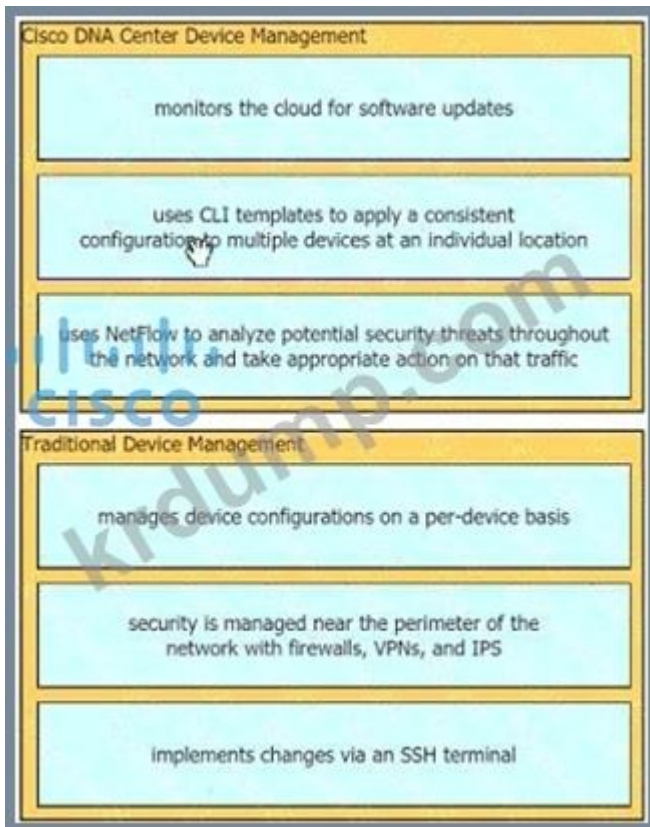 Cisco DNA Center Device Management
monitors the cloud for software updates
uses CLI templates to apply a consistent
configuration to multiple devices at an individual location
uses NetFlow to analyze potential security threats throughout
the network and take appropriate action on that traffic
CISCO
Traditional Device Management
krdump.com
manages device configurations on a per-device basis
security is managed near the perimeter of the
network with firewalls, VPNs, and IPS
implements changes via an SSH terminal